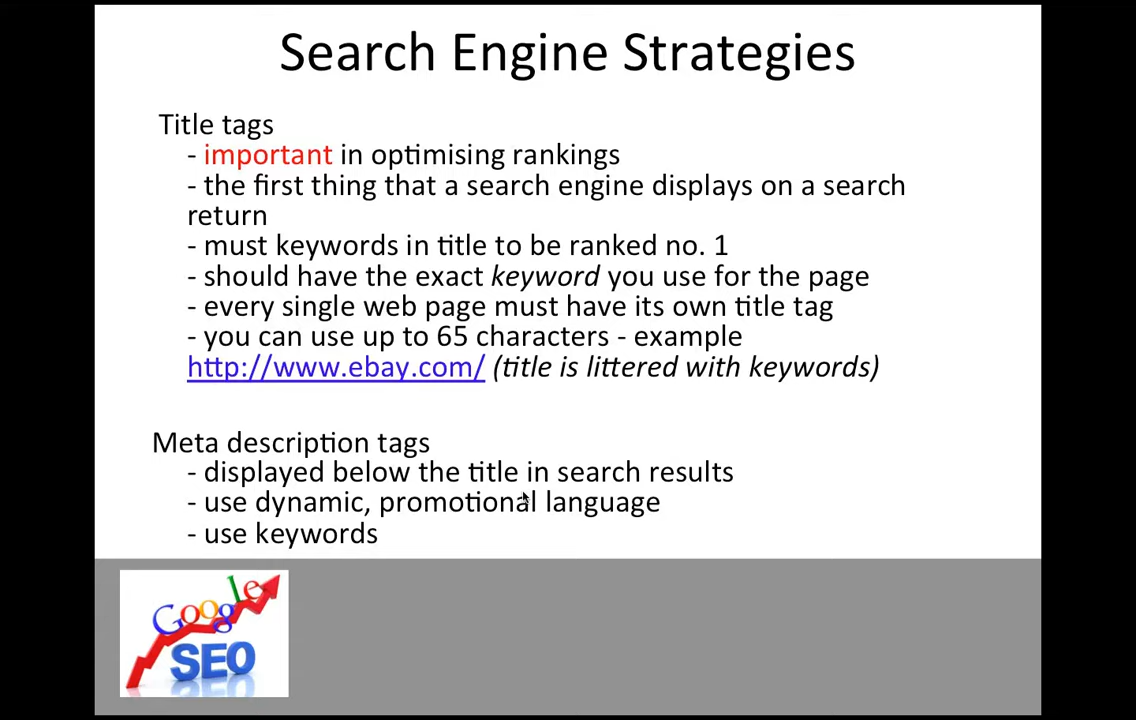 Search Engine Strategies
Title tags
- important in optimising rankings
- the first thing that a search engine displays on a search
return
- must keywords in title to be ranked no. 1
- should have the exact keyword you use for the page
- every single web page must have its own title tag
- you can use up to 65 characters - example
http://www.ebay.com/ (title is littered with keywords)
Meta description tags
- displayed below the title in search results
- use dynamic, promotional language
- use keywords
Google
SEO